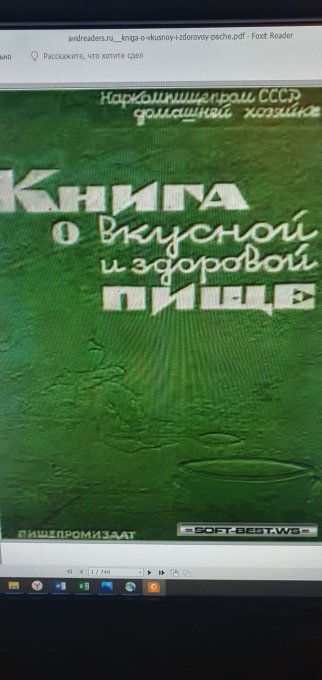 avidreaders.ru__kniga-o-vkusnoy-i-zdorovoy-pische.pdf - Foxit Reader
ьно Расскажите, что хотите сдел
Наркомпищепром СССР
домашней хозяйке
Книга
о вкусной
и здоровой
пище
ПИЩЕПРОМИЗДАТ
=SOFT-BEST.WS=
1 / 240